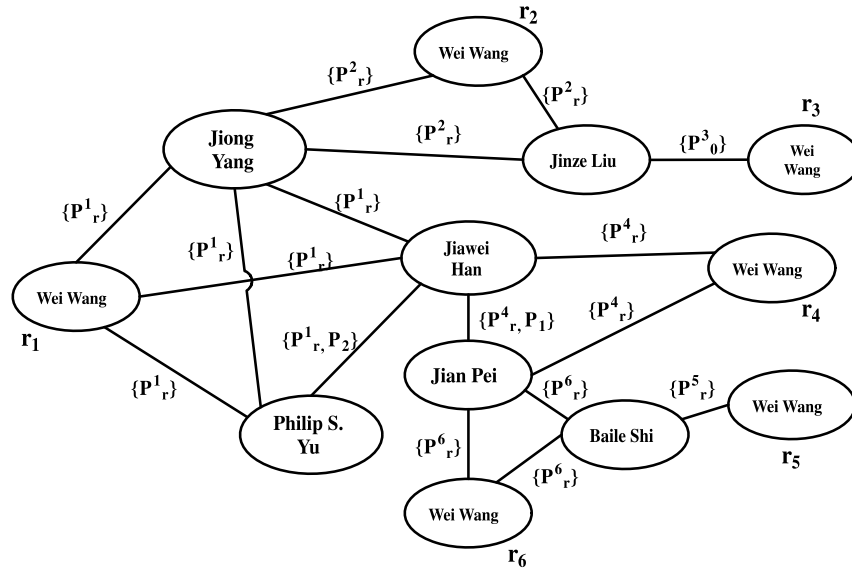 r2
Wei Wang
{P²r}
{P²r}
r3
Jiong
Yang
{P²r}
Jinze Liu
{P³0}
Wei
Wang
{P¹r}
{P¹r}
{P¹r}
{P¹r}
Jiawei
Han
{P⁴r}
Wei Wang
r4
Wei Wang
r1
{P¹r, P2}
{P⁴r, P1}
{P⁴r}
{P¹r}
Jian Pei
{P⁶r}
{P⁵r}
Wei Wang
r5
Philip S.
Yu
{P⁶r}
Baile Shi
{P⁶r}
Wei Wang
r6